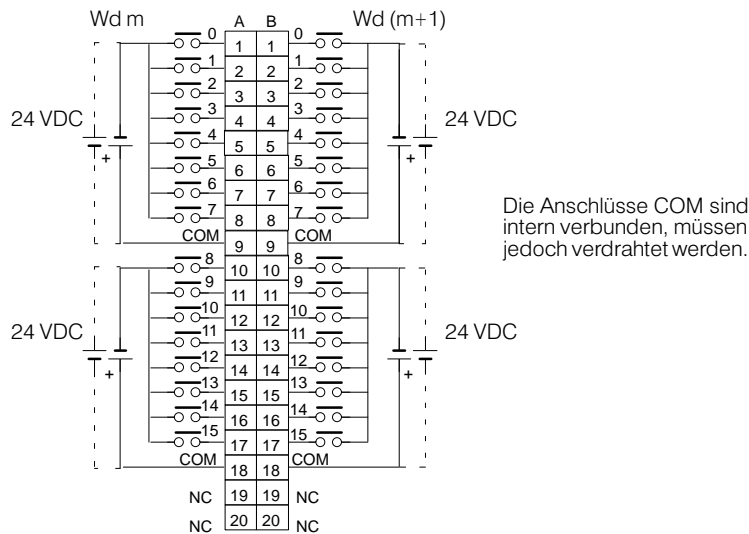 Wd m A B Wd (m+1)
0 1 1 0
1 2 2 1
2 3 3 2
3 4 4 3
24 VDC 24 VDC
4 5 5 4
+ +
5 6 6 5
6 7 7 6
7 8 8 7
COM 9 9 COM
Die Anschlüsse COM sind
intern verbunden, müssen
jedoch verdrahtet werden.
8 10 10 8
9 11 11 9
10 12 12 10
11 13 13 11
24 VDC 24 VDC
12 14 14 12
+ +
13 15 15 13
14 16 16 14
15 17 17 15
COM 18 18 COM
NC 19 19 NC
NC 20 20 NC